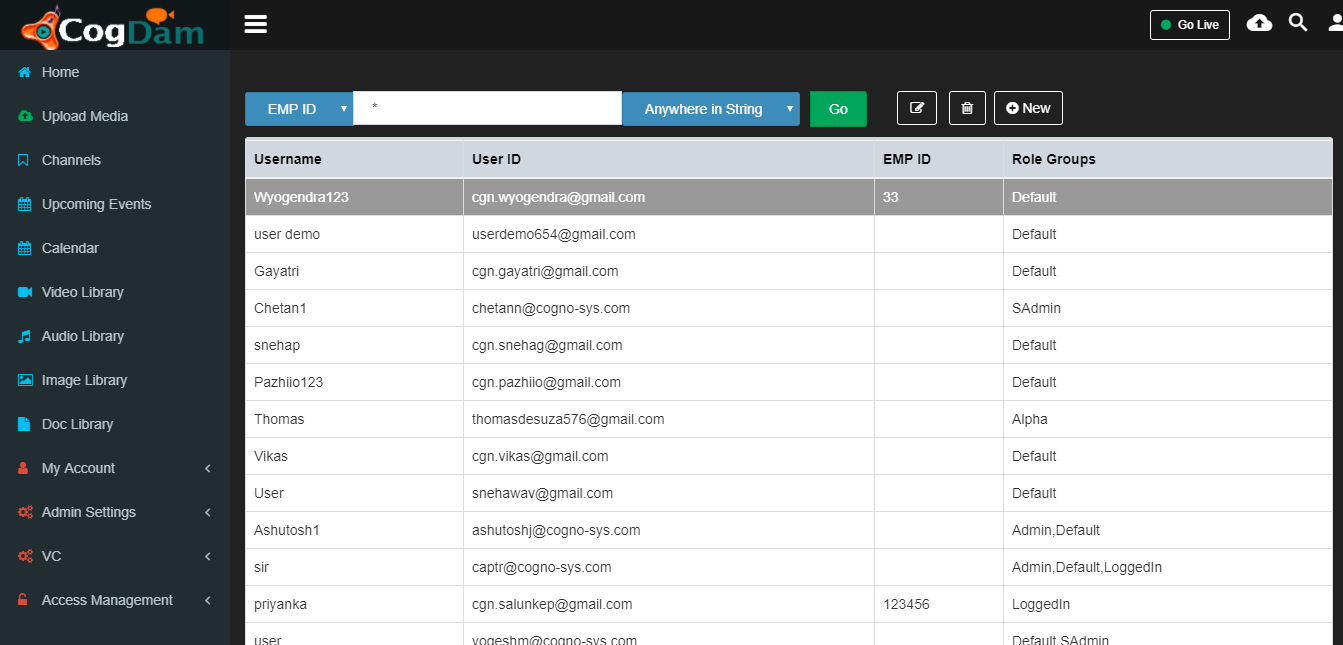 CogDam
Go Live
Home
Upload Media
Channels
Upcoming Events
Calendar
Video Library
Audio Library
Image Library
Doc Library
My Account
Admin Settings
VC
Access Management
EMP ID * Anywhere in String Go New
Username User ID EMP ID Role Groups
Wyogendra123 cgn.wyogendra@gmail.com 33 Default
user demo userdemo654@gmail.com Default
Gayatri cgn.gayatri@gmail.com Default
Chetan1 chetann@cogno-sys.com SAdmin
snehap cgn.snehag@gmail.com Default
Pazhiio123 cgn.pazhiio@gmail.com Default
Thomas thomasdesuza576@gmail.com Alpha
Vikas cgn.vikas@gmail.com Default
User snehawav@gmail.com Default
Ashutosh1 ashutoshj@cogno-sys.com Admin,Default
sir captr@cogno-sys.com Admin,Default,LoggedIn
priyanka cgn.salunkep@gmail.com 123456 LoggedIn
user yogeshm@cogno-sys.com Default,SAdmin